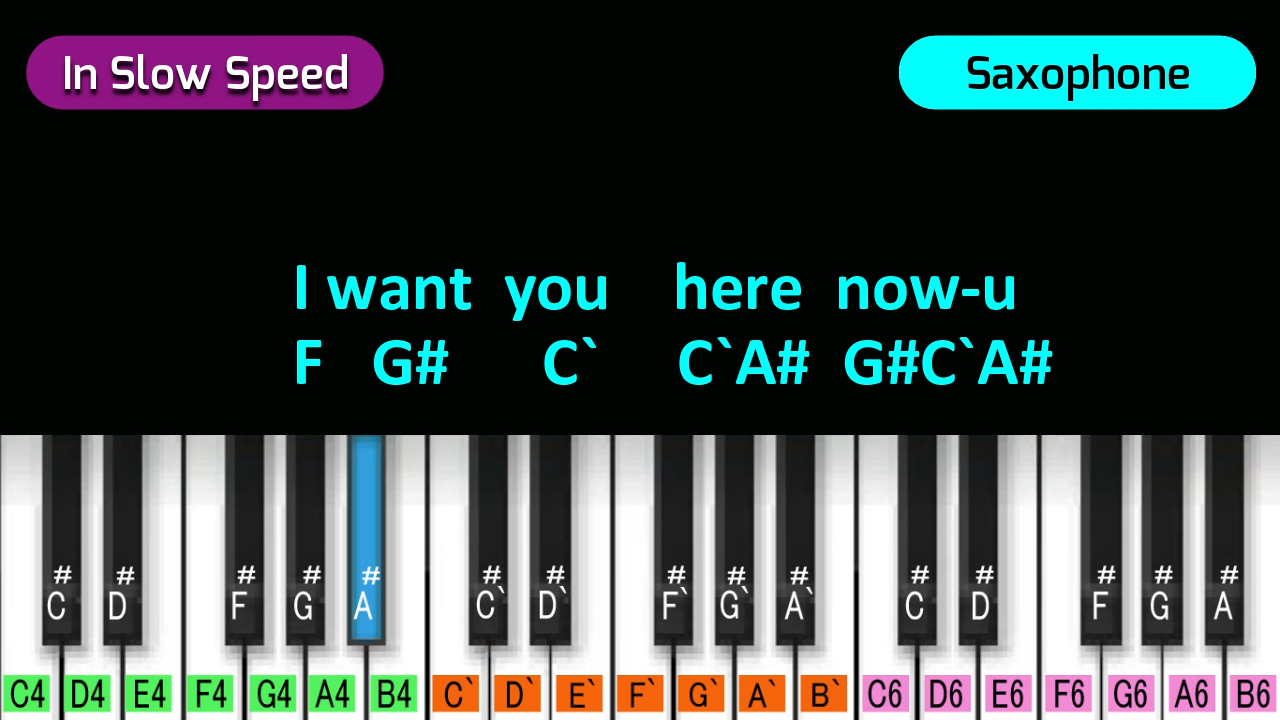 In Slow Speed
Saxophone
I want you here now-u
F G# C` C`A# G#C`A#
# # # # # # # # # # # # # # #
C D F G A C` D` F` G` A` C D F G A
C4 D4 E4 F4 G4 A4 B4 C` D` E` F` G` A` B` C6 D6 E6 F6 G6 A6 B6